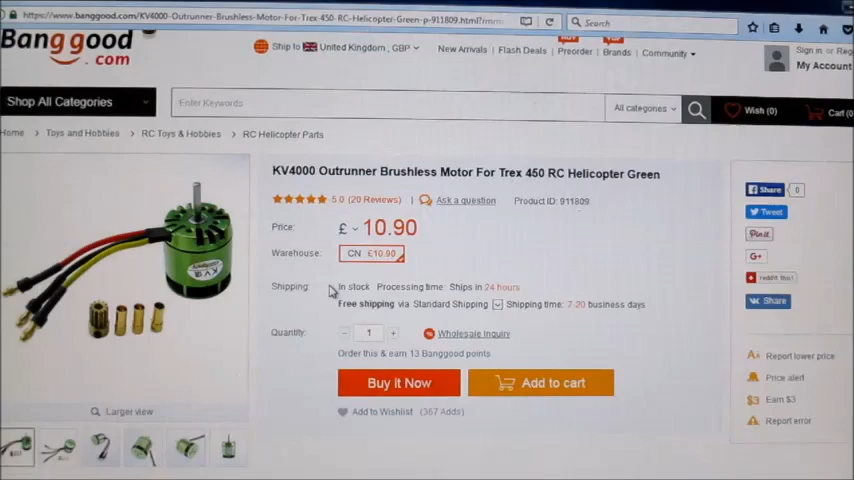 https://www.banggood.com/KV4000-Outrunner-Brushless-Motor-For-Trex-450-RC-Helicopter-Green-p-911809.html?
Search
Banggood
.com
Ship to United Kingdom, GBP
New Arrivals
Flash Deals
Preorder
Brands
Community
Sign in or
My Account
Shop All Categories
Enter Keywords
All categories
Wish (0)
Cart (0
Home > Toys and Hobbies > RC Toys & Hobbies > RC Helicopter Parts
KV4000 Outrunner Brushless Motor For Trex 450 RC Helicopter Green
5.0 (20 Reviews) | Ask a question Product ID: 911809
Price: £ 10.90
Warehouse: CN £10.90
Shipping: In stock Processing time: Ships in 24 hours
Free shipping via Standard Shipping Shipping time: 7-20 business days
Quantity: - 1 + Wholesale Inquiry
Order this & earn 13 Banggood points
Buy it Now Add to cart
Add to Wishlist (367 Adds)
Larger view
Share 0
Tweet
Pin it
G+
reddit this!
Share
Report lower price
Price alert
$3 Earn $3
Report error